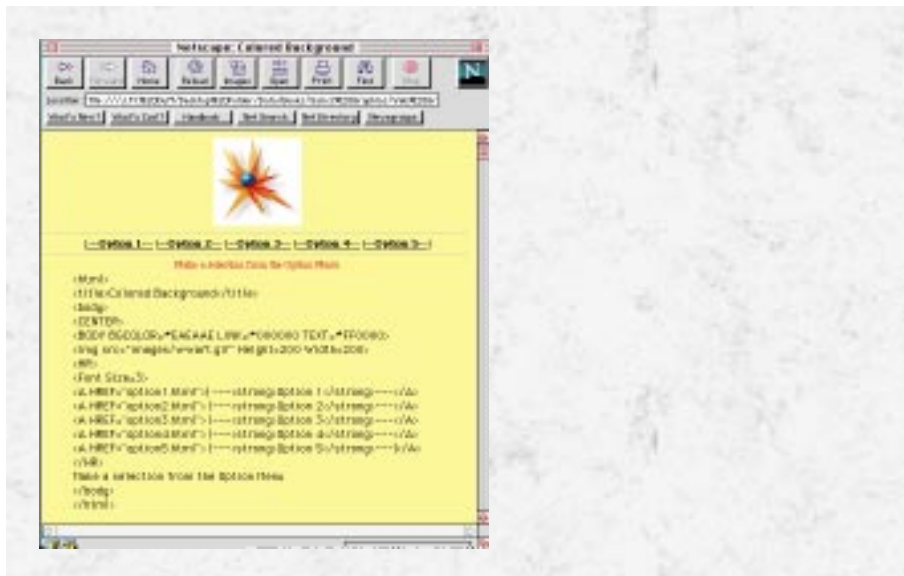 Netscape: Colored Background
Back Forward Home Reload Images Open Print Find Stop
Location:
What's New? What's Cool? Handbook Net Search Net Directory Newsgroups
|--Option 1-- |--Option 2-- |--Option 3-- |--Option 4-- |--Option 5--|
Make a selection from the Option Menu
<html>
<title>Colored Background</title>
<body>
<CENTER>
<BODY BGCOLOR= LINK="000000 TEXT="FF0000>
<img src="images/ Height=200 Width=200>
<HR>
<Font Size=3>
<A HREF="option1.html">|---<strong>Option 1</strong>---</A>
<A HREF="option2.html">|---<strong>Option 2</strong>---</A>
<A HREF="option3.html">|---<strong>Option 3</strong>---</A>
<A HREF="option4.html">|---<strong>Option 4</strong>---</A>
<A HREF="option5.html">|---<strong>Option 5</strong>---|</A>
</HR>
Make a selection from the Option Menu
</body>
</html>